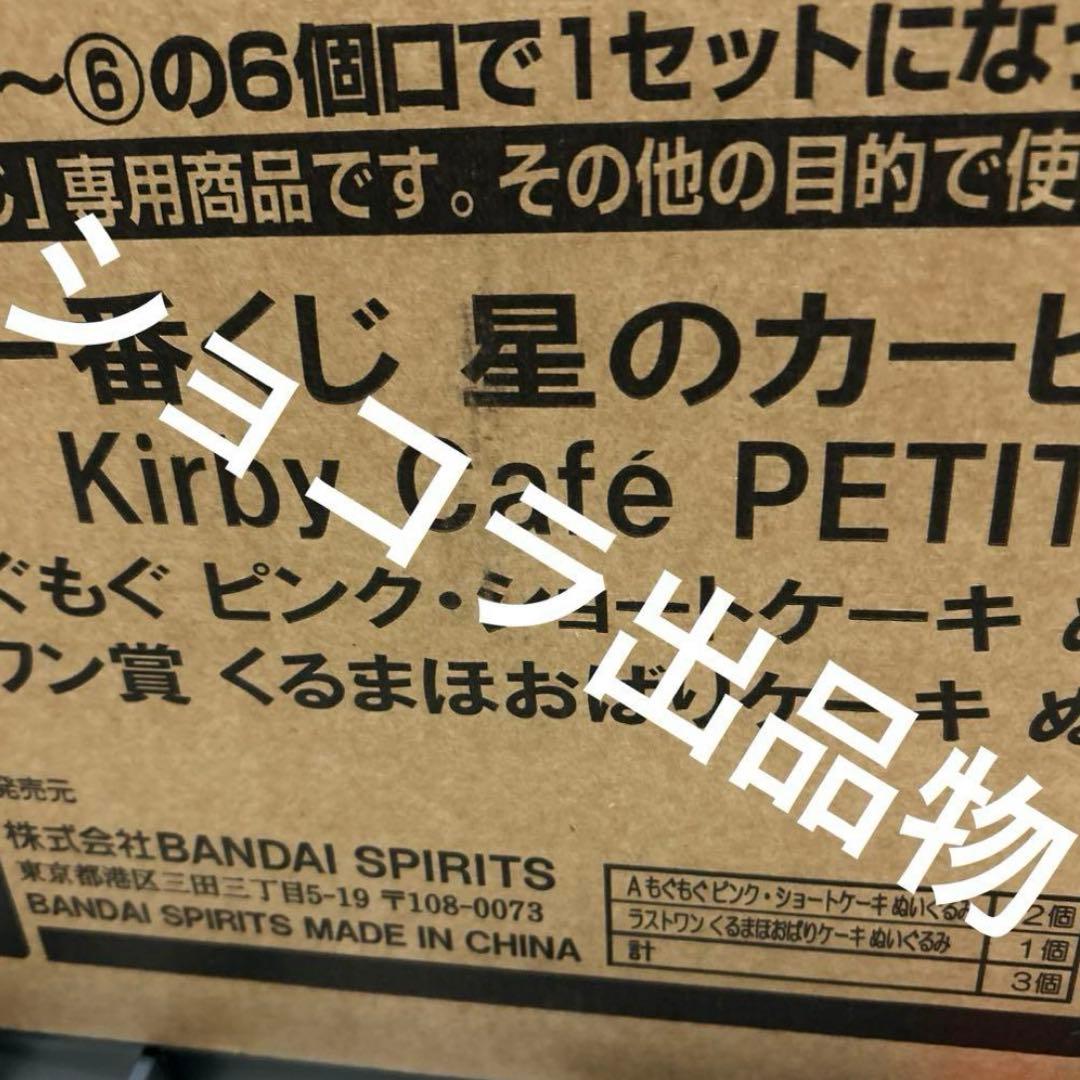 ～⑥の6個口で1セットになっ
じ」専用商品です。その他の目的で使
一番くじ 星のカービ
Kirby Café PETIT
ぐもぐ ピンク・ショートケーキ ぬ
ワン賞 くるまほおばりケーキ ぬ
発売元
株式会社BANDAI SPIRITS
東京都港区三田三丁目5-19 〒108-0073
BANDAI SPIRITS MADE IN CHINA
Aもぐもぐピンク・ショートケーキ ぬいぐるみ 2個
ラストワン くるまほおばりケーキ ぬいぐるみ 1個
計 3個
ショコラ出品物